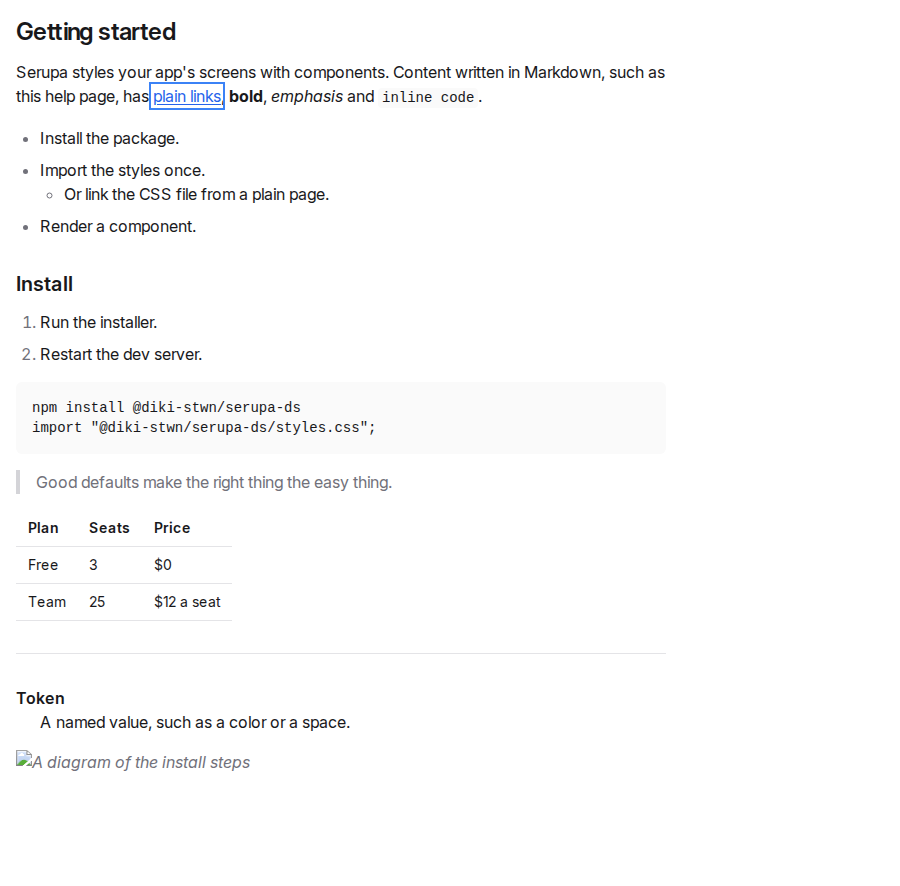 Getting started
Serupa styles your app's screens with components. Content written in Markdown, such as
this help page, has plain links, bold, emphasis and inline code.
Install the package.
Import the styles once.
Or link the CSS file from a plain page.
Render a component.
Install
1. Run the installer.
2. Restart the dev server.
npm install @diki-stwn/serupa-ds
import "@diki-stwn/serupa-ds/styles.css";
Good defaults make the right thing the easy thing.
Plan Seats Price
Free 3 $0
Team 25 $12 a seat
Token
A named value, such as a color or a space.
A diagram of the install steps